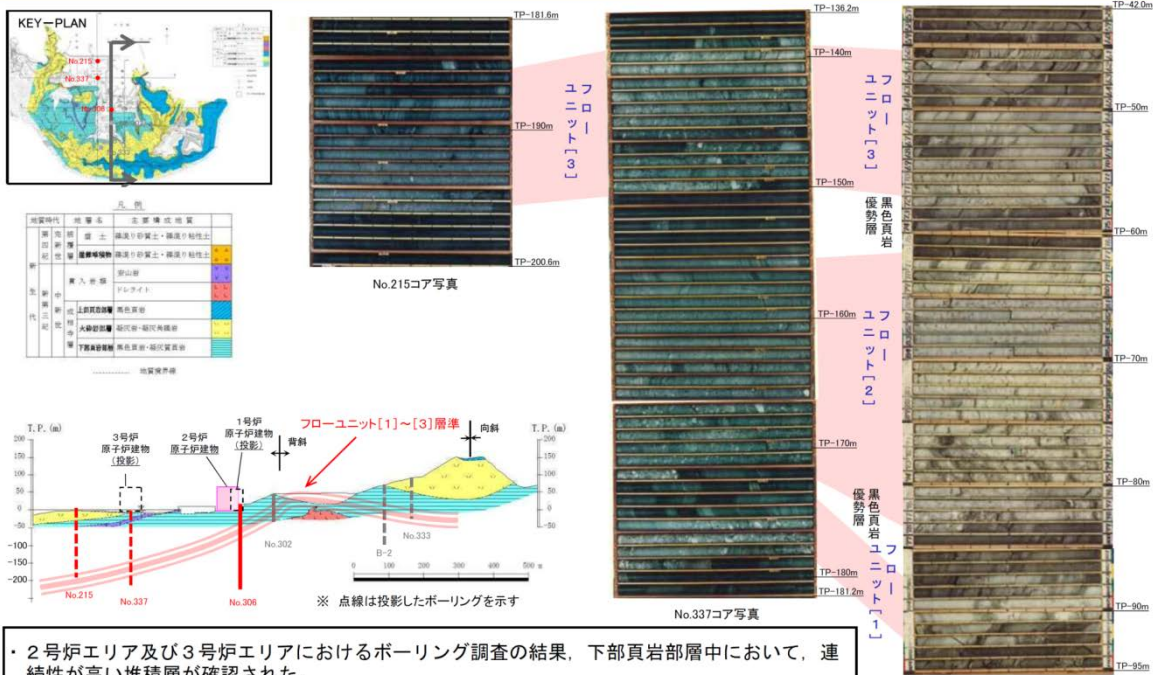 KEY-PLAN
No.215
No.337
No.306
凡例
地質時代
地層名
主要構成地質
新生代
第四紀
完新世
被覆層
盛土
礫混り砂質土・礫混り粘性土
崖錐堆積物
礫混り砂質土・礫混り粘性土
新第三紀
中新世
貫入岩類
安山岩
ドレライト
成相寺層
上部頁岩部層
黒色頁岩
火砕岩部層
凝灰岩・凝灰角礫岩
下部頁岩部層
黒色頁岩・凝灰質頁岩
地質境界線
TP-181.6m
TP-190m
TP-200.6m
No.215コア写真
フローユニット[3]
TP-136.2m
TP-140m
TP-150m
TP-160m
TP-170m
TP-180m
TP-181.2m
No.337コア写真
フローユニット[3]
黒色頁岩
優勢層
フローユニット[2]
黒色頁岩
優勢層
フローユニット[1]
TP-42.0m
TP-50m
TP-60m
TP-70m
TP-80m
TP-90m
TP-95m
T.P.(m)
200
150
100
50
0
-50
-100
-150
-200
3号炉
原子炉建物
(投影)
2号炉
原子炉建物
1号炉
原子炉建物
(投影)
背斜
フローユニット[1]~[3]層準
向斜
T.P.(m)
200
150
100
50
0
-50
No.215
No.337
No.306
No.302
B-2
No.333
0 100 200 300 400 500 m
※ 点線は投影したボーリングを示す
・ 2号炉エリア及び3号炉エリアにおけるボーリング調査の結果,下部頁岩部層中において,連
続性が高い堆積層が確認された